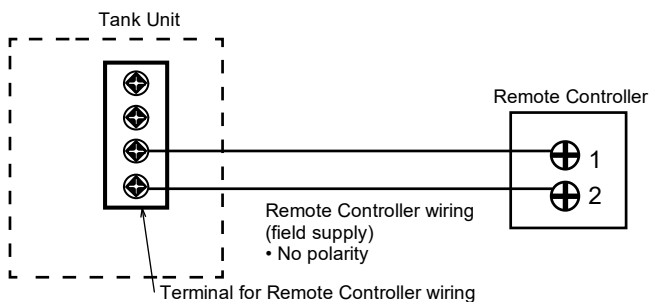 Tank Unit
Remote Controller
1
2
Remote Controller wiring
(field supply)
• No polarity
Terminal for Remote Controller wiring